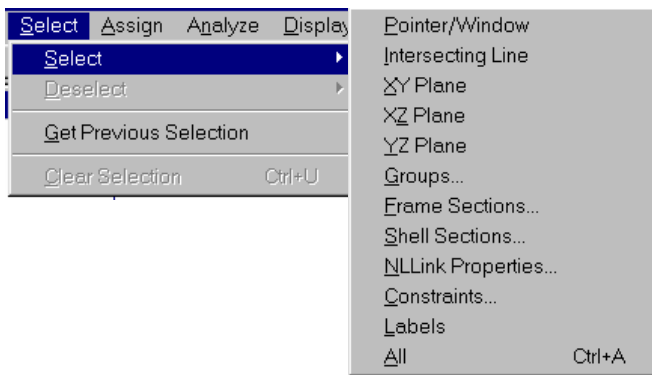 Select Assign Analyze Display
Select
Deselect
Get Previous Selection
Clear Selection Ctrl+U
Pointer/Window
Intersecting Line
XY Plane
XZ Plane
YZ Plane
Groups...
Frame Sections...
Shell Sections...
NLLink Properties...
Constraints...
Labels
All Ctrl+A